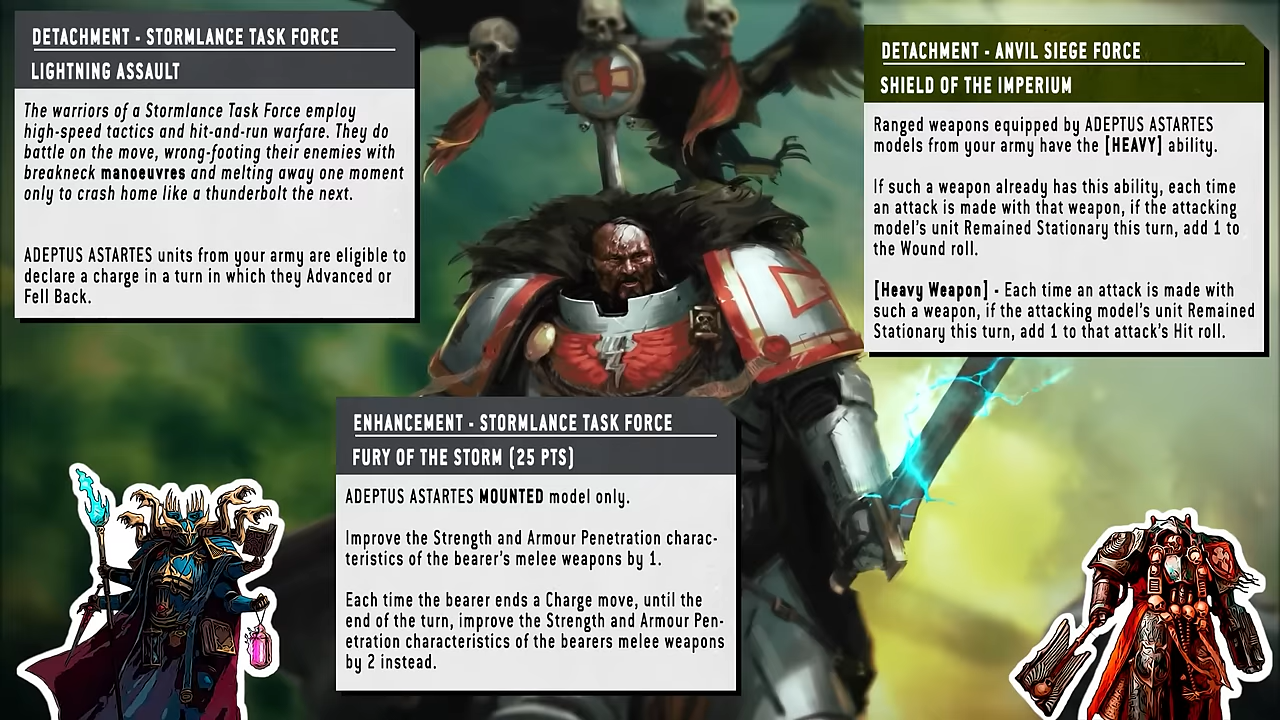 DETACHMENT - STORMLANCE TASK FORCE
LIGHTNING ASSAULT
The warriors of a Stormlance Task Force employ
high-speed tactics and hit-and-run warfare. They do
battle on the move, wrong-footing their enemies with
breakneck manoeuvres and melting away one moment
only to crash home like a thunderbolt the next.
ADEPTUS ASTARTES units from your army are eligible to
declare a charge in a turn in which they Advanced or
Fell Back.
DETACHMENT - ANVIL SIEGE FORCE
SHIELD OF THE IMPERIUM
Ranged weapons equipped by ADEPTUS ASTARTES
models from your army have the [HEAVY] ability.
If such a weapon already has this ability, each time
an attack is made with that weapon, if the attacking
model's unit Remained Stationary this turn, add 1 to
the Wound roll.
[Heavy Weapon] - Each time an attack is made with
such a weapon, if the attacking model's unit Remained
Stationary this turn, add 1 to that attack's Hit roll.
ENHANCEMENT - STORMLANCE TASK FORCE
FURY OF THE STORM (25 PTS)
ADEPTUS ASTARTES MOUNTED model only.
Improve the Strength and Armour Penetration charac-
teristics of the bearer's melee weapons by 1.
Each time the bearer ends a Charge move, until the
end of the turn, improve the Strength and Armour Pen-
etration characteristics of the bearers melee weapons
by 2 instead.